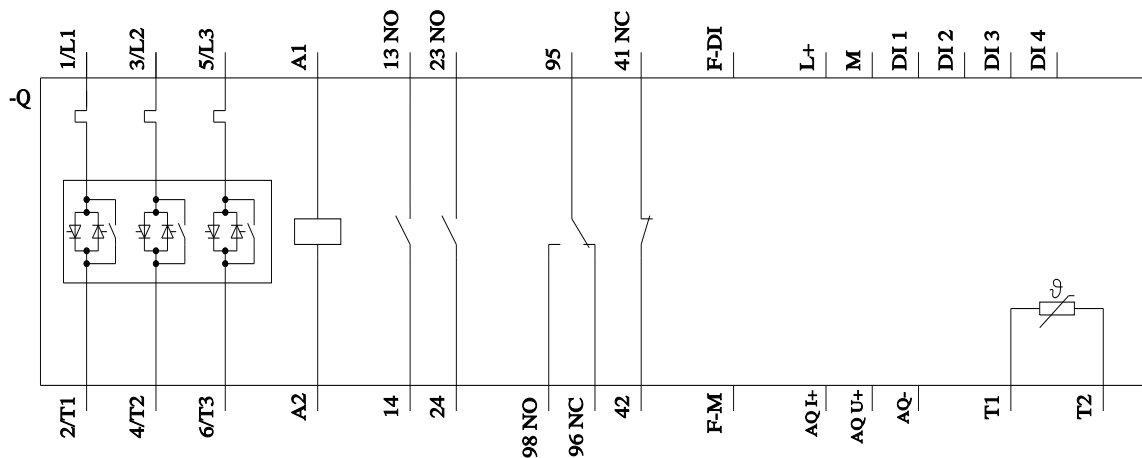 1/L1
3/L2
5/L3
A1
13 NO
23 NO
95
41 NC
F-DI
L+
M
DI 1
DI 2
DI 3
DI 4
-Q
ϑ
2/T1
4/T2
6/T3
A2
14
24
98 NO
96 NC
42
F-M
AQ I+
AQ U+
AQ-
T1
T2